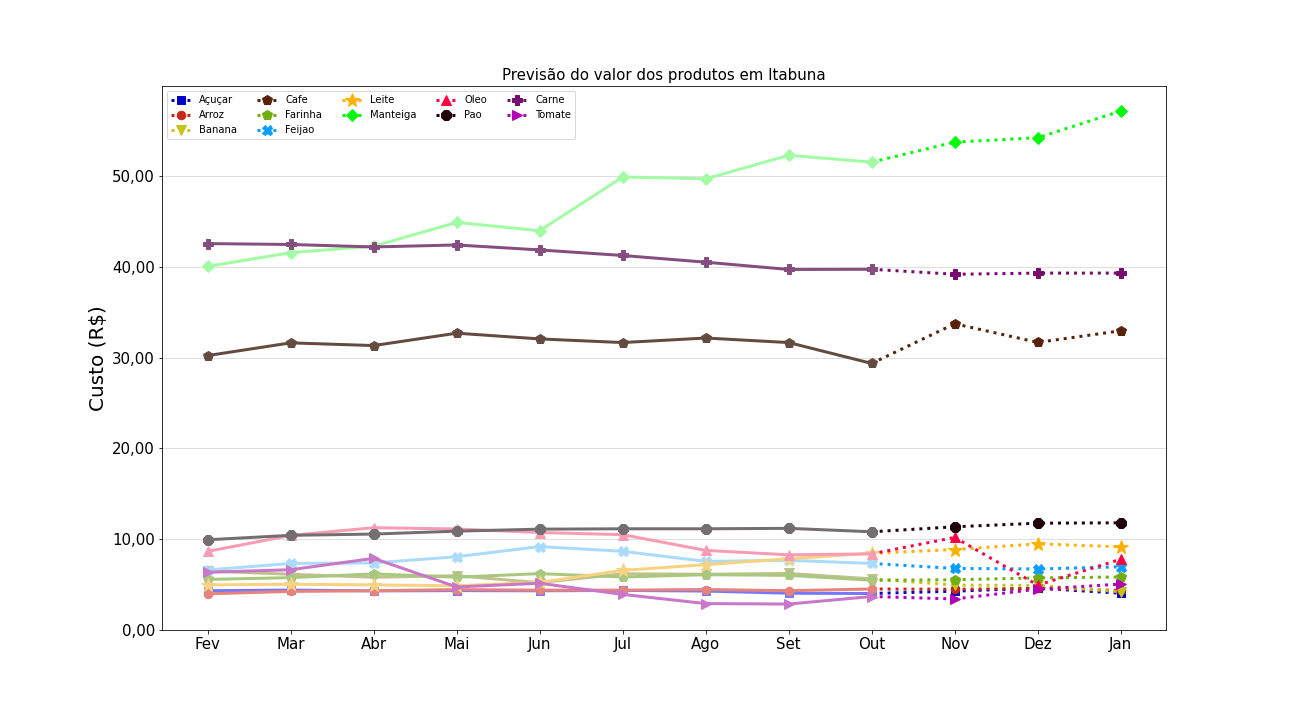 Previsão do valor dos produtos em Itabuna
Açuçar Cafe Leite Oleo Carne
Arroz Farinha Manteiga Pao Tomate
Banana Feijao
50,00
40,00
30,00
20,00
10,00
0,00
Custo (R$)
Fev Mar Abr Mai Jun Jul Ago Set Out Nov Dez Jan